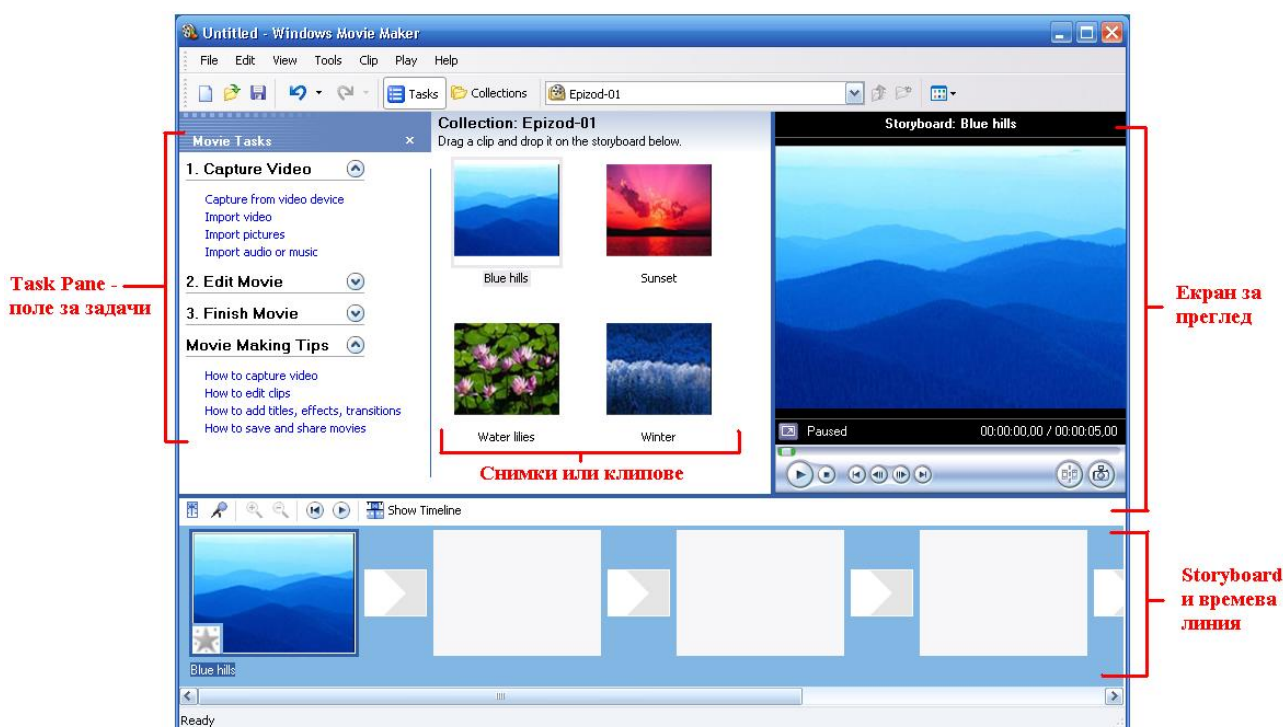 Untitled - Windows Movie Maker
File Edit View Tools Clip Play Help
Tasks Collections Epizod-01
Movie Tasks
1. Capture Video
Capture from video device
Import video
Import pictures
Import audio or music
2. Edit Movie
3. Finish Movie
Movie Making Tips
How to capture video
How to edit clips
How to add titles, effects, transitions
How to save and share movies
Collection: Epizod-01
Drag a clip and drop it on the storyboard below.
Blue hills
Sunset
Water lilies
Winter
Storyboard: Blue hills
Paused 00:00:00,00 / 00:00:05,00
Task Pane -
поле за задачи
Снимки или клипове
Екран за
преглед
Show Timeline
Blue hills
Storyboard
и времева
линия
Ready